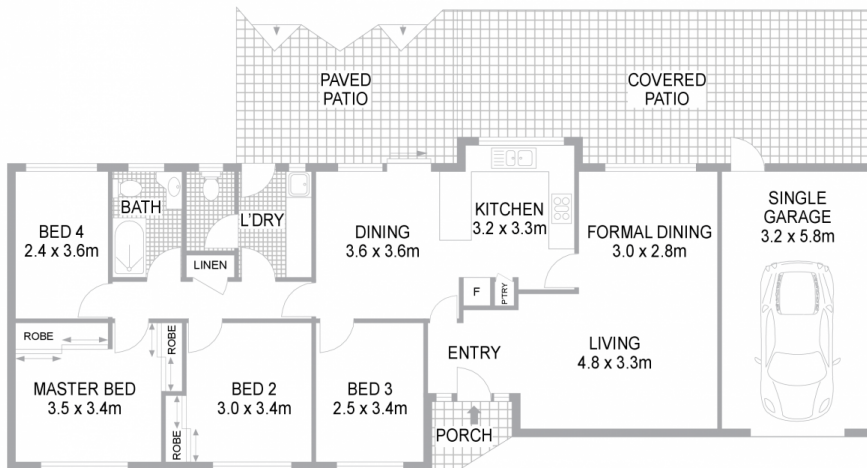 PAVED
PATIO
COVERED
PATIO
BED 4
2.4 x 3.6m
BATH
L'DRY
LINEN
DINING
3.6 x 3.6m
KITCHEN
3.2 x 3.3m
F
PTRY
FORMAL DINING
3.0 x 2.8m
SINGLE
GARAGE
3.2 x 5.8m
ROBE
ROBE
MASTER BED
3.5 x 3.4m
ROBE
BED 2
3.0 x 3.4m
BED 3
2.5 x 3.4m
ENTRY
LIVING
4.8 x 3.3m
PORCH